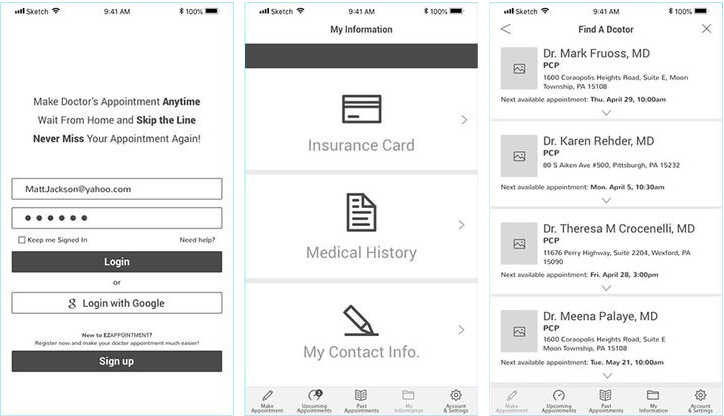 Sketch 9:41 AM 100%
Make Doctor's Appointment Anytime
Wait From Home and Skip the Line
Never Miss Your Appointment Again!
MattJackson@yahoo.com
Keep me Signed In Need help?
Login
or
Login with Google
New to EZAPPOINTMENT?
Register now and make your doctor appointment much easier!
Sign up
Sketch 9:41 AM 100%
My Information
Insurance Card
Medical History
My Contact Info.
Make Appointment
Upcoming Appointments
Past Appointments
My Information
Account & Settings
Sketch 9:41 AM 100%
Find A Dcotor
Dr. Mark Fruoss, MD
PCP
1600 Coraopolis Heights Road, Suite E, Moon
Township, PA 15108
Next available appointment: Thu. April 29, 10:00am
Dr. Karen Rehder, MD
PCP
80 S Aiken Ave #500, Pittsburgh, PA 15232
Next available appointment: Mon. April 5, 10:30am
Dr. Theresa M Crocenelli, MD
PCP
11676 Perry Highway, Suite 2204, Wexford, PA
15090
Next available appointment: Fri. April 28, 3:00pm
Dr. Meena Palaye, MD
PCP
1600 Coraopolis Heights Road, Suite E
Moon Township, PA 15108
Next available appointment: Tue. May 21, 10:00am
Make Appointment
Upcoming Appointments
Past Appointments
My Information
Account & Settings